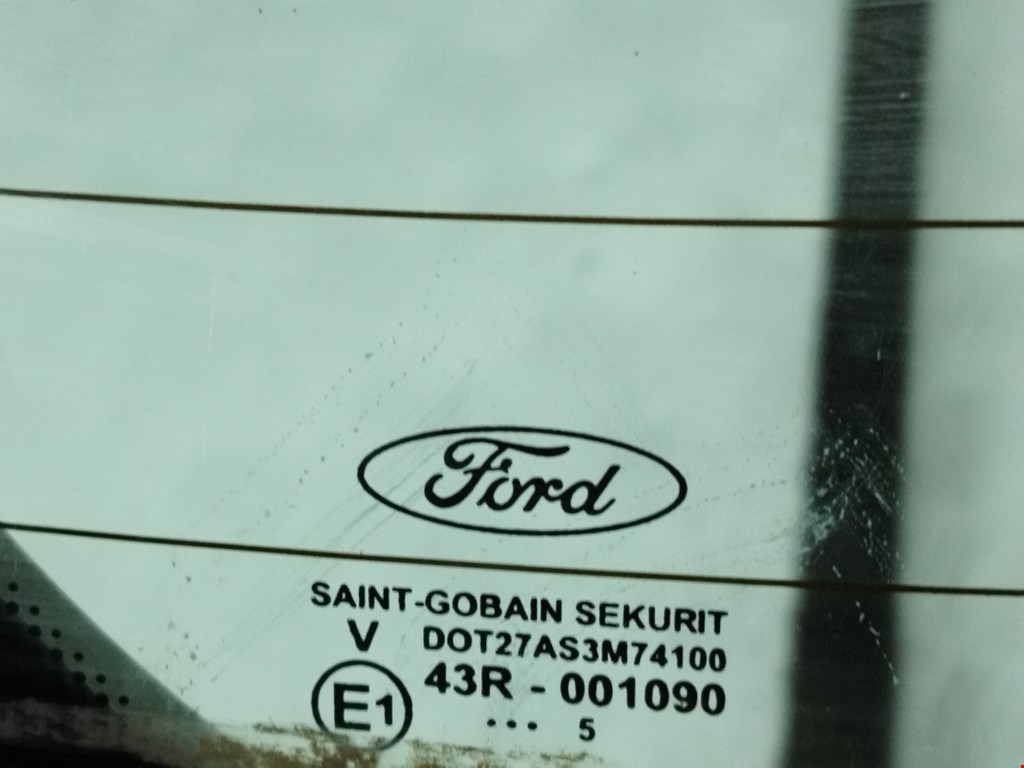 Ford
SAINT-GOBAIN SEKURIT
V DOT27AS3M74100
E1 43R - 001090
... 5